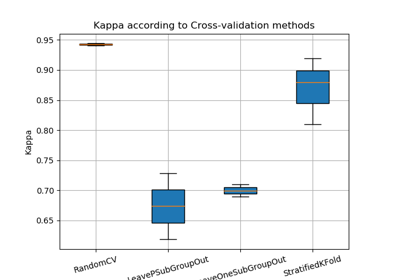 Kappa according to Cross-validation methods
0.95
0.90
0.85
0.80
0.75
0.70
0.65
Kappa
RandomCV
LeavePSubGroupOut
eaveOneSubGroupOut
StratifiedKFold